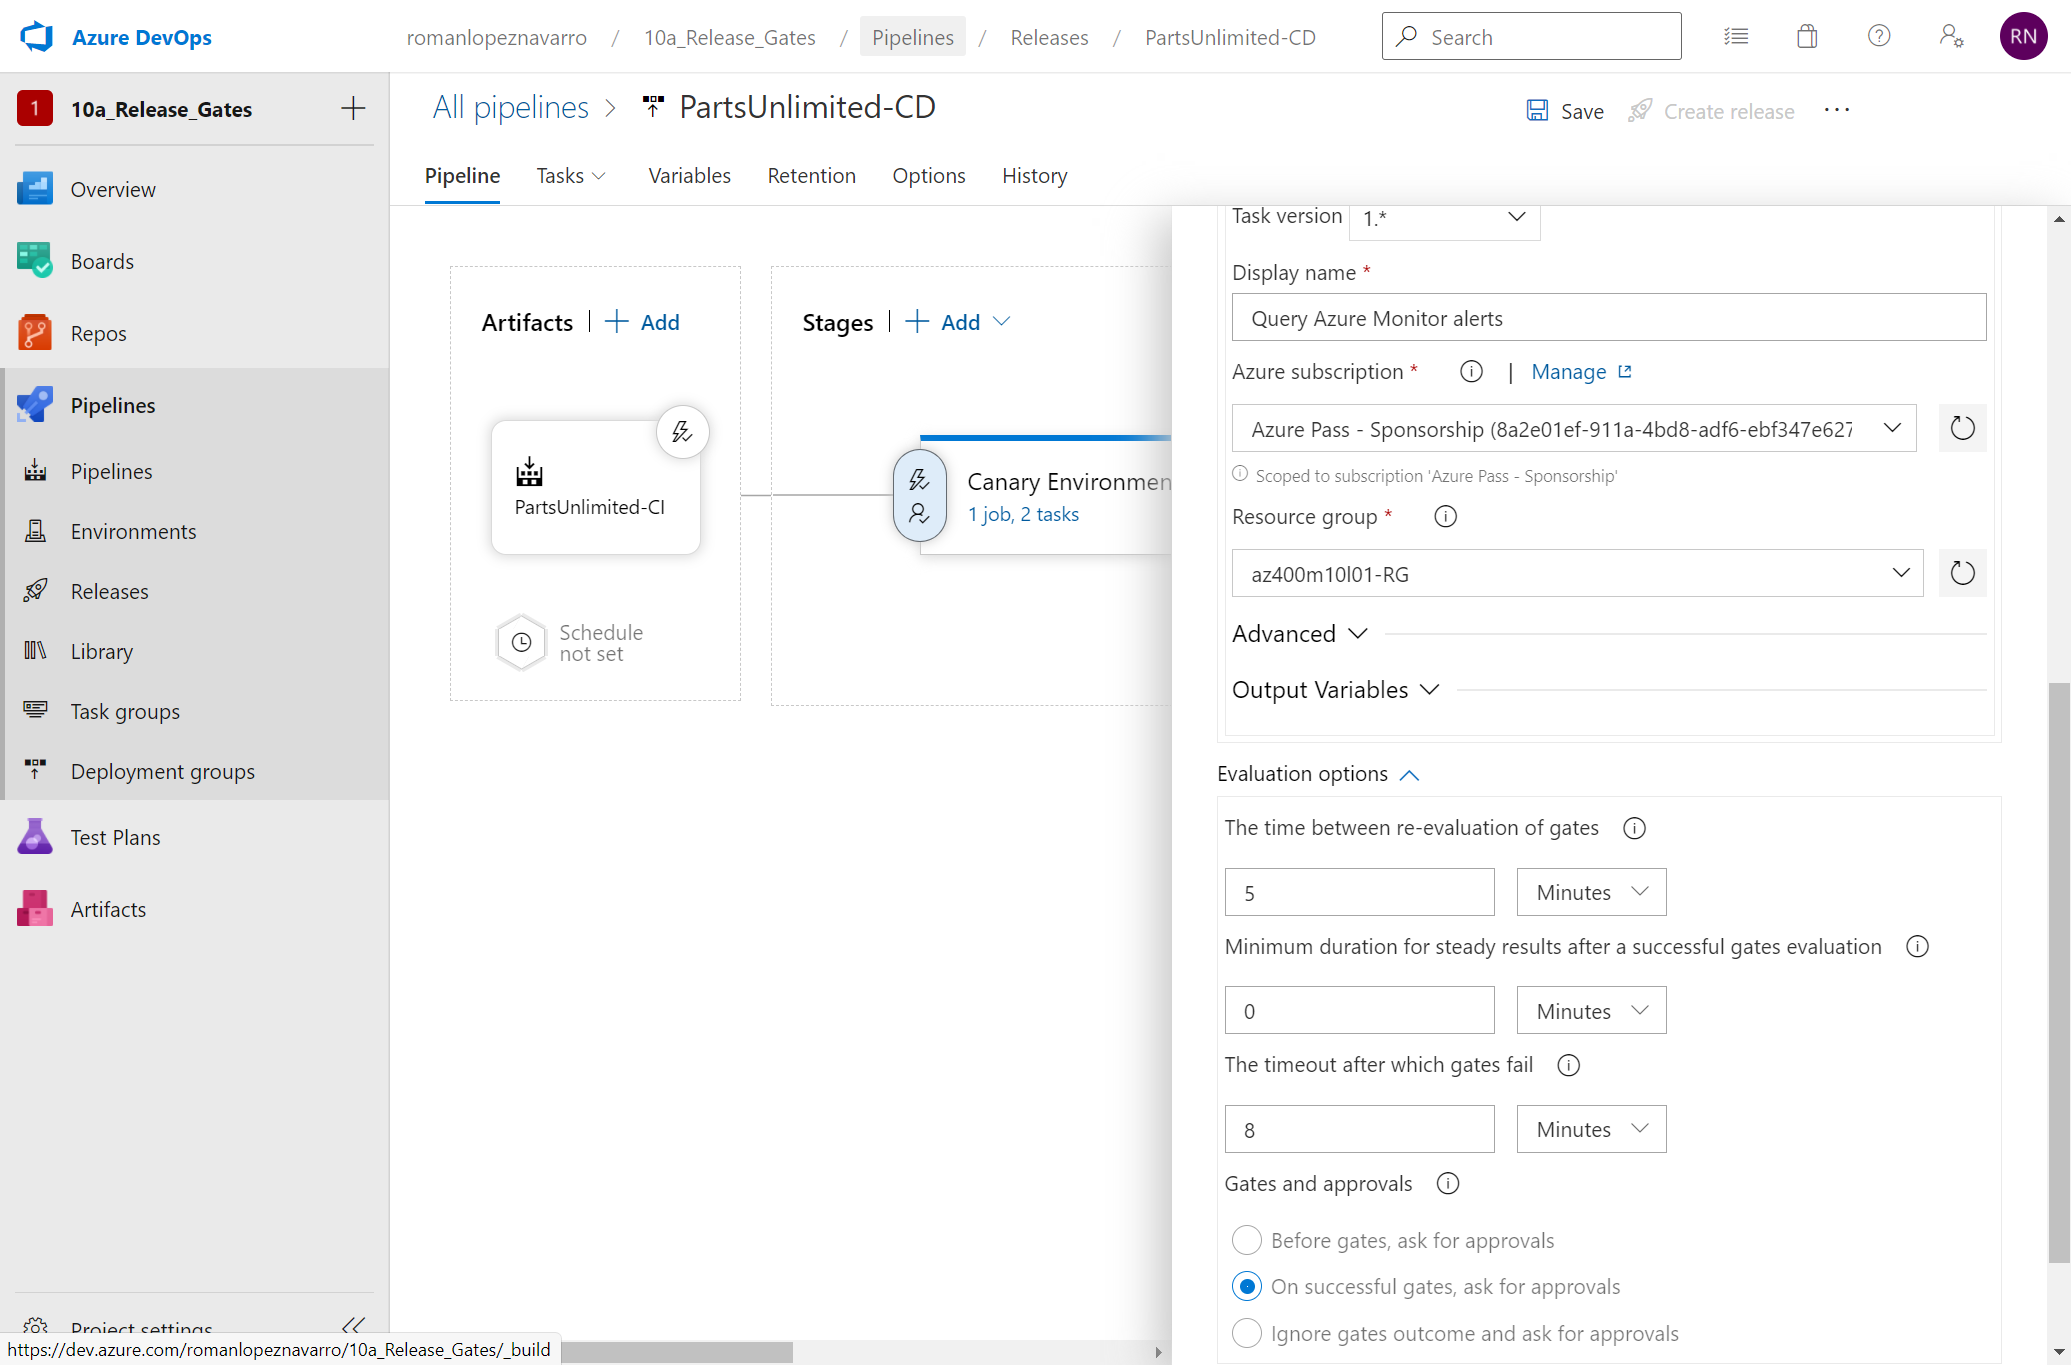 Azure DevOps
romanlopeznavarro / 10a_Release_Gates / Pipelines / Releases / PartsUnlimited-CD
Search
RN
1
10a_Release_Gates
Overview
Boards
Repos
Pipelines
Pipelines
Environments
Releases
Library
Task groups
Deployment groups
Test Plans
Artifacts
Project settings
https://dev.azure.com/romanlopeznavarro/10a_Release_Gates/_build
All pipelines > PartsUnlimited-CD
Save
Create release
...
Pipeline
Tasks
Variables
Retention
Options
History
Artifacts | + Add
PartsUnlimited-CI
Schedule
not set
Stages | + Add
Canary Environmen
1 job, 2 tasks
Task version
1.*
Display name *
Query Azure Monitor alerts
Azure subscription * | Manage
Azure Pass - Sponsorship (8a2e01ef-911a-4bd8-adf6-ebf347e627
Scoped to subscription 'Azure Pass - Sponsorship'
Resource group *
az400m10l01-RG
Advanced
Output Variables
Evaluation options
The time between re-evaluation of gates
5
Minutes
Minimum duration for steady results after a successful gates evaluation
0
Minutes
The timeout after which gates fail
8
Minutes
Gates and approvals
Before gates, ask for approvals
On successful gates, ask for approvals
Ignore gates outcome and ask for approvals